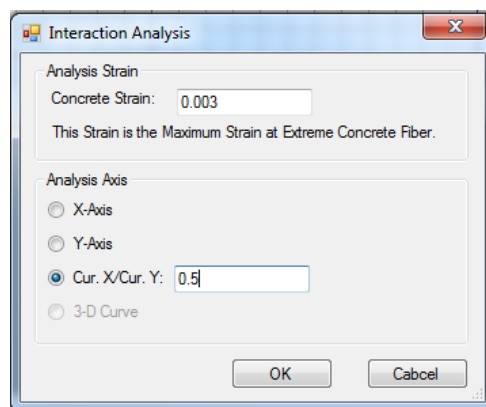 Interaction Analysis
Analysis Strain
Concrete Strain: 0.003
This Strain is the Maximum Strain at Extreme Concrete Fiber.
Analysis Axis
X-Axis
Y-Axis
Cur. X/Cur. Y: 0.5
3-D Curve
OK Cabcel